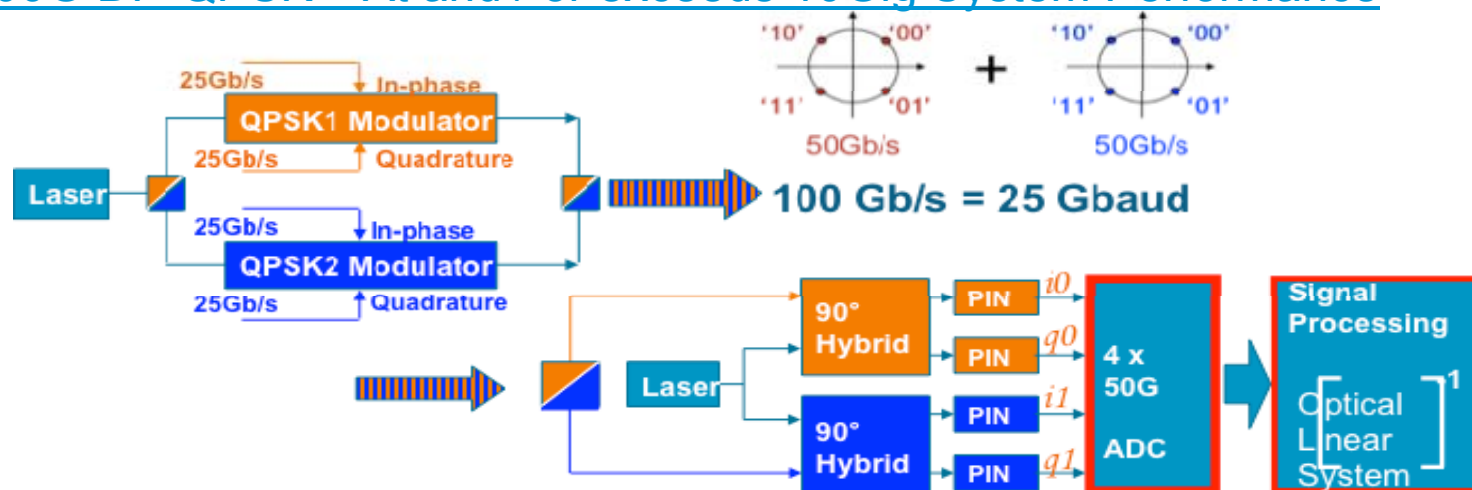 System Performance
'10' '00' '10' '00'
+
'11' '01' '11' '01'
50Gb/s 50Gb/s
25Gb/s In-phase
QPSK1 Modulator
25Gb/s Quadrature
Laser
100 Gb/s = 25 Gbaud
25Gb/s In-phase
QPSK2 Modulator
25Gb/s Quadrature
90°
Hybrid
PIN i0
PIN q0
Laser
90°
Hybrid
PIN i1
PIN q1
4 x
50G
ADC
Signal
Processing
Optical
Linear
System
-1